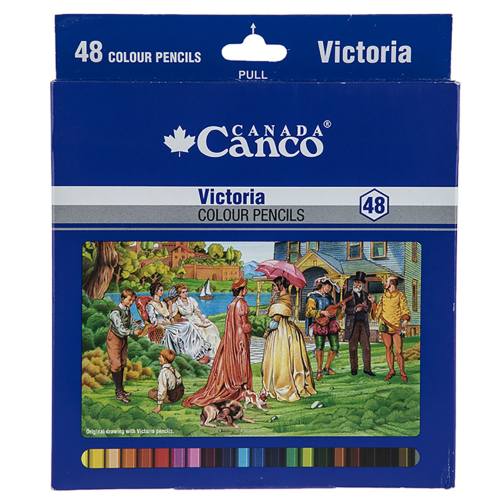 48 COLOUR PENCILS
PULL
Victoria
CANADA
Canco®
Victoria
COLOUR PENCILS
48
Original drawing with Victoria pencils.